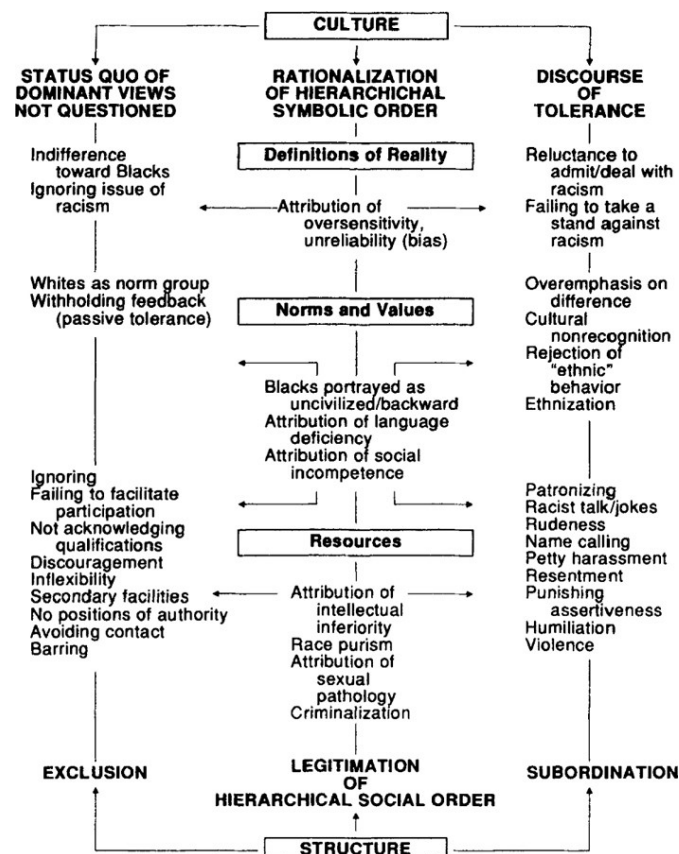 CULTURE
STATUS QUO OF
DOMINANT VIEWS
NOT QUESTIONED
RATIONALIZATION
OF HIERARCHICHAL
SYMBOLIC ORDER
DISCOURSE
OF
TOLERANCE
Definitions of Reality
Indifference
toward Blacks
Ignoring issue of
racism
Attribution of
oversensitivity,
unreliability (bias)
Reluctance to
admit/deal with
racism
Failing to take a
stand against
racism
Whites as norm group
Withholding feedback
(passive tolerance)
Norms and Values
Overemphasis on
difference
Cultural
nonrecognition
Rejection of
"ethnic"
behavior
Ethnization
Blacks portrayed as
uncivilized/backward
Attribution of language
deficiency
Attribution of social
incompetence
Ignoring
Failing to facilitate
participation
Not acknowledging
qualifications
Discouragement
Inflexibility
Secondary facilities
No positions of authority
Avoiding contact
Barring
Resources
Attribution of
intellectual
inferiority
Race purism
Attribution of
sexual
pathology
Criminalization
Patronizing
Racist talk/jokes
Rudeness
Name calling
Petty harassment
Resentment
Punishing
assertiveness
Humiliation
Violence
EXCLUSION
LEGITIMATION
OF
HIERARCHICAL SOCIAL ORDER
SUBORDINATION
STRUCTURE